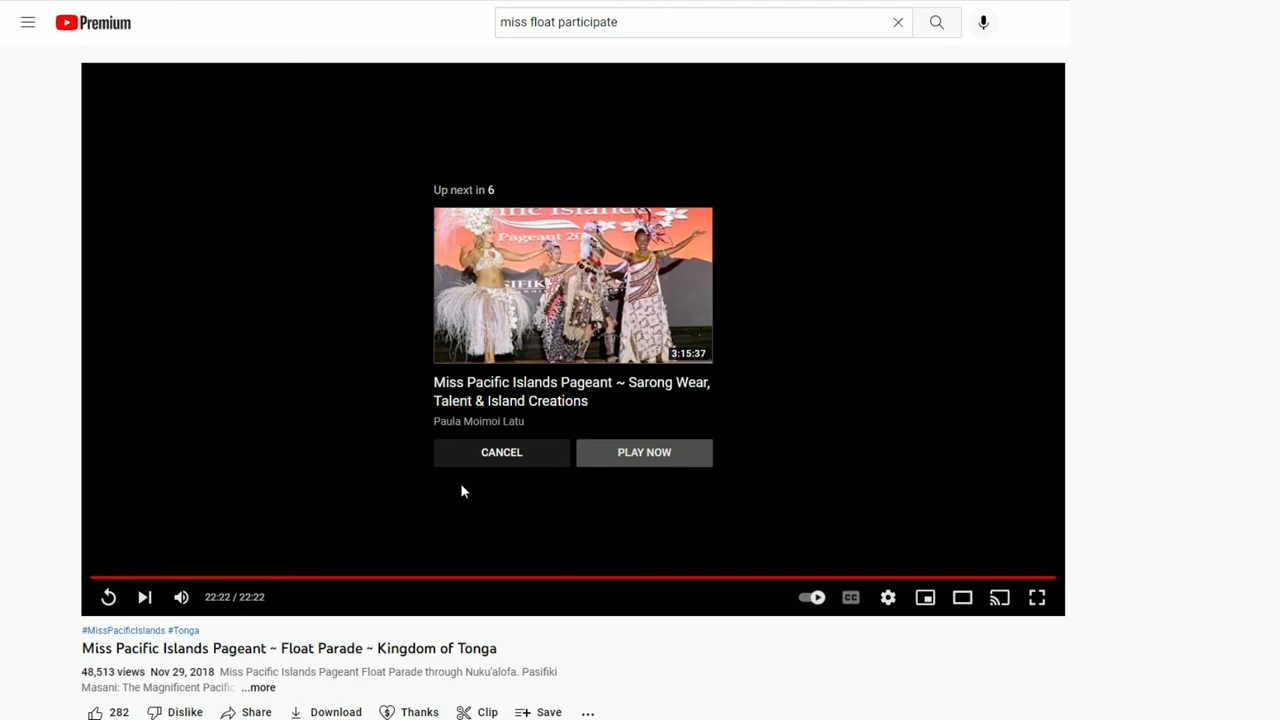 Premium
miss float participate
Up next in 6
Pageant 20
3:15:37
Miss Pacific Islands Pageant ~ Sarong Wear,
Talent & Island Creations
Paula Moimoi Latu
CANCEL PLAY NOW
22:22 / 22:22
CC
#MissPacificIslands #Tonga
Miss Pacific Islands Pageant ~ Float Parade ~ Kingdom of Tonga
48,513 views Nov 29, 2018 Miss Pacific Islands Pageant Float Parade through Nuku'alofa. Pasifiki
Masani: The Magnificent Pacific ...more
282 Dislike Share Download Thanks Clip Save